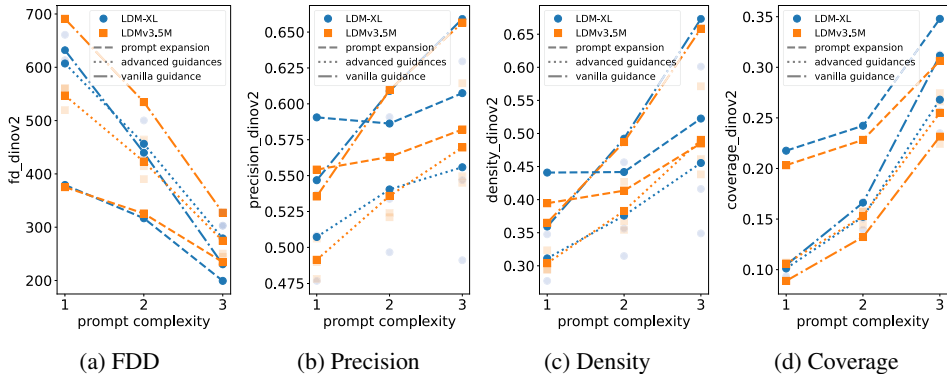 700
600
500
400
300
200
fd_dinov2
LDM-XL
LDMv3.5M
prompt expansion
advanced guidances
vanilla guidance
1 2 3
prompt complexity
(a) FDD
0.650
0.625
0.600
0.575
0.550
0.525
0.500
0.475
precision_dinov2
LDM-XL
LDMv3.5M
prompt expansion
advanced guidances
vanilla guidance
1 2 3
prompt complexity
(b) Precision
0.65
0.60
0.55
0.50
0.45
0.40
0.35
0.30
density_dinov2
LDM-XL
LDMv3.5M
prompt expansion
advanced guidances
vanilla guidance
1 2 3
prompt complexity
(c) Density
0.35
0.30
0.25
0.20
0.15
0.10
coverage_dinov2
LDM-XL
LDMv3.5M
prompt expansion
advanced guidances
vanilla guidance
1 2 3
prompt complexity
(d) Coverage